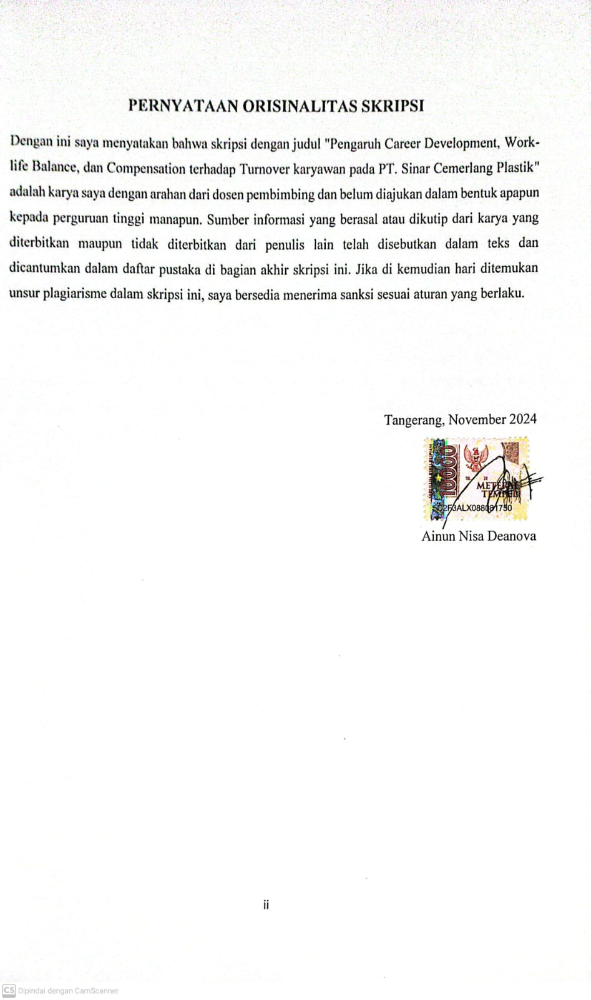 PERNYATAAN ORISINALITAS SKRIPSI
Dengan ini saya menyatakan bahwa skripsi dengan judul "Pengaruh Career Development, Work-
life Balance, dan Compensation terhadap Turnover karyawan pada PT. Sinar Cemerlang Plastik"
adalah karya saya dengan arahan dari dosen pembimbing dan belum diajukan dalam bentuk apapun
kepada perguruan tinggi manapun. Sumber informasi yang berasal atau dikutip dari karya yang
diterbitkan maupun tidak diterbitkan dari penulis lain telah disebutkan dalam teks dan
dicantumkan dalam daftar pustaka di bagian akhir skripsi ini. Jika di kemudian hari ditemukan
unsur plagiarisme dalam skripsi ini, saya bersedia menerima sanksi sesuai aturan yang berlaku.
Tangerang, November 2024
10000
TGL. 20
METERAI
TEMPEL
Ainun Nisa Deanova
ii
CS Dipindai dengan CamScanner